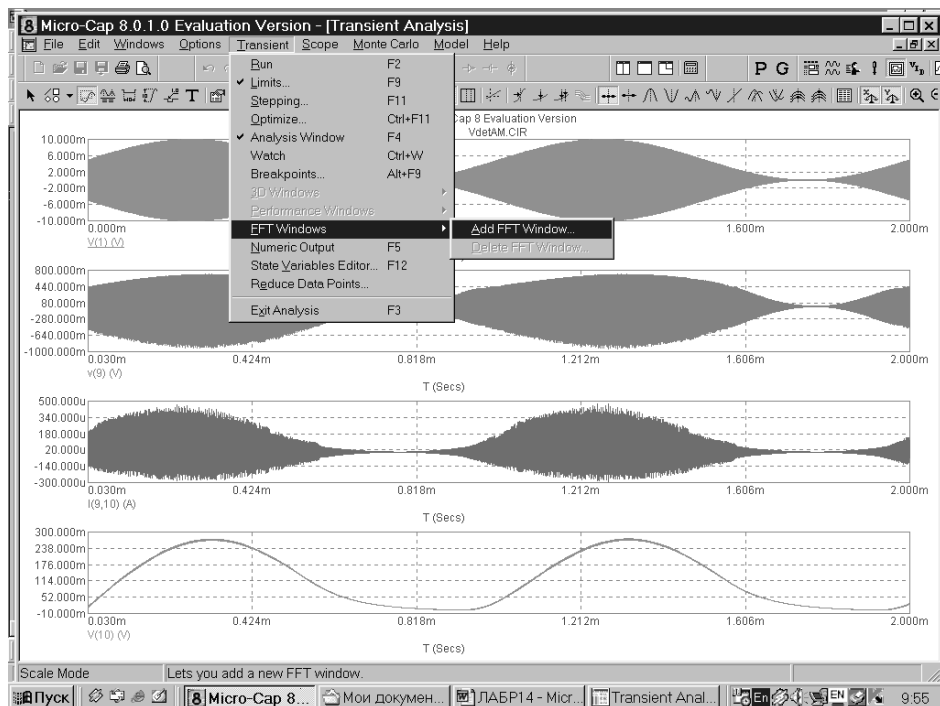 Micro-Cap 8.0.1.0 Evaluation Version - [Transient Analysis]
File Edit Windows Options Transient Scope Monte Carlo Model Help
Run F2
Limits... F9
Stepping... F11
Optimize... Ctrl+F11
Analysis Window F4
Watch Ctrl+W
Breakpoints... Alt+F9
3D Windows
Performance Windows
FFT Windows
Numeric Output F5
State Variables Editor... F12
Reduce Data Points...
Exit Analysis F3
Add FFT Window...
Delete FFT Window...
P G
T
Cap 8 Evaluation Version
VdetAM.CIR
10.000m
6.000m
2.000m
-2.000m
-6.000m
-10.000m
0.000m 1.600m 2.000m
V(1) (V)
800.000m
440.000m
80.000m
-280.000m
-640.000m
-1000.000m
0.030m 0.424m 0.818m 1.212m 1.606m 2.000m
v(9) (V)
T (Secs)
500.000u
340.000u
180.000u
20.000u
-140.000u
-300.000u
0.030m 0.424m 0.818m 1.212m 1.606m 2.000m
I(9,10) (A)
T (Secs)
300.000m
238.000m
176.000m
114.000m
52.000m
-10.000m
0.030m 0.424m 0.818m 1.212m 1.606m 2.000m
V(10) (V)
T (Secs)
Scale Mode Lets you add a new FFT window.
Пуск Micro-Cap 8... Мои докумен... ЛАБР14 - Micr... Transient Anal... En EN 9:55